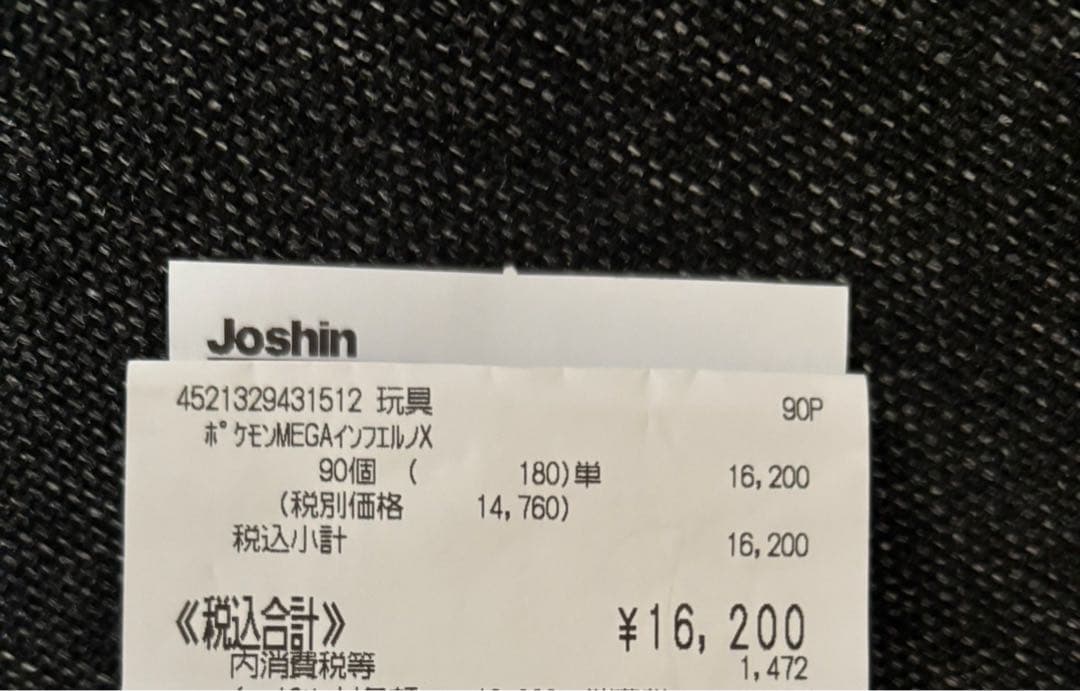 Joshin
4521329431512 玩具 90P
ﾎﾟｹﾓﾝMEGAｲﾝﾌｴﾙﾉX
90個 ( 180)単 16,200
(税別価格 14,760)
税込小計 16,200
《税込合計》 ¥16,200
内消費税等 1,472